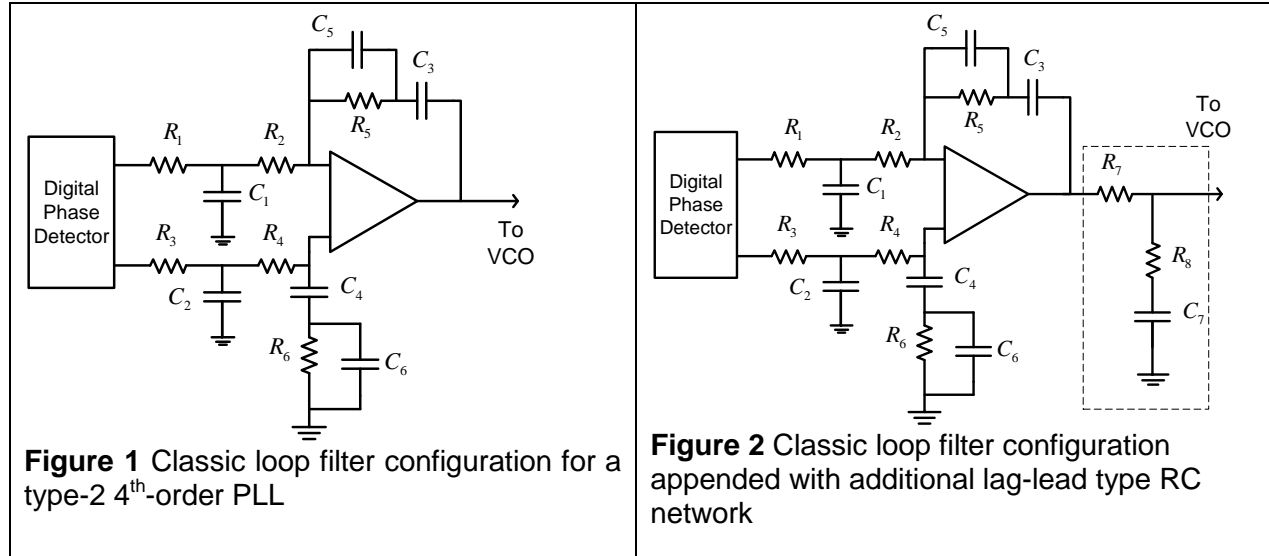 C5
C3
R5
R1
R2
C1
Digital
Phase
Detector
R3
R4
C2
C4
R6
C6
To
VCO
Figure 1 Classic loop filter configuration for a
type-2 4th-order PLL
C5
C3
R5
R1
R2
C1
Digital
Phase
Detector
R3
R4
C2
C4
R6
C6
To
VCO
R7
R8
C7
Figure 2 Classic loop filter configuration
appended with additional lag-lead type RC
network